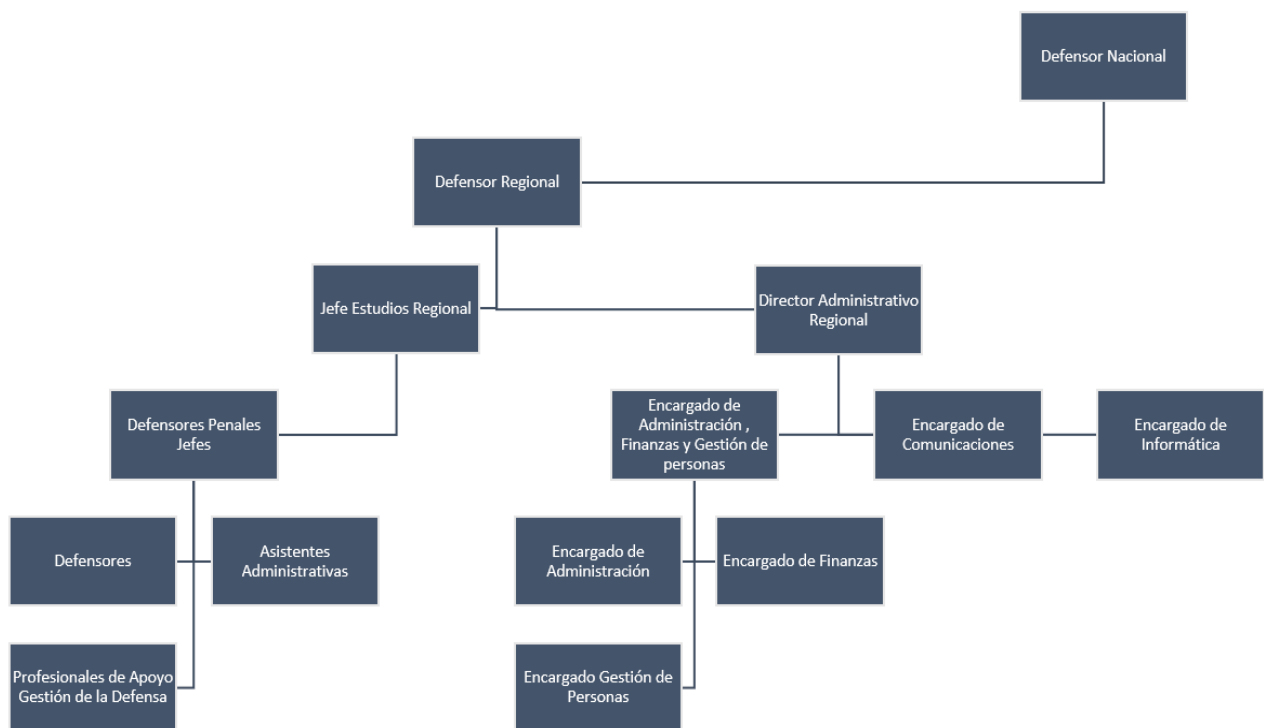 Defensor Nacional
Defensor Regional
Jefe Estudios Regional
Director Administrativo
Regional
Defensores Penales
Jefes
Encargado de
Administración ,
Finanzas y Gestión de
personas
Encargado de
Comunicaciones
Encargado de
Informática
Defensores
Asistentes
Administrativas
Encargado de
Administración
Encargado de Finanzas
Profesionales de Apoyo
Gestión de la Defensa
Encargado Gestión de
Personas